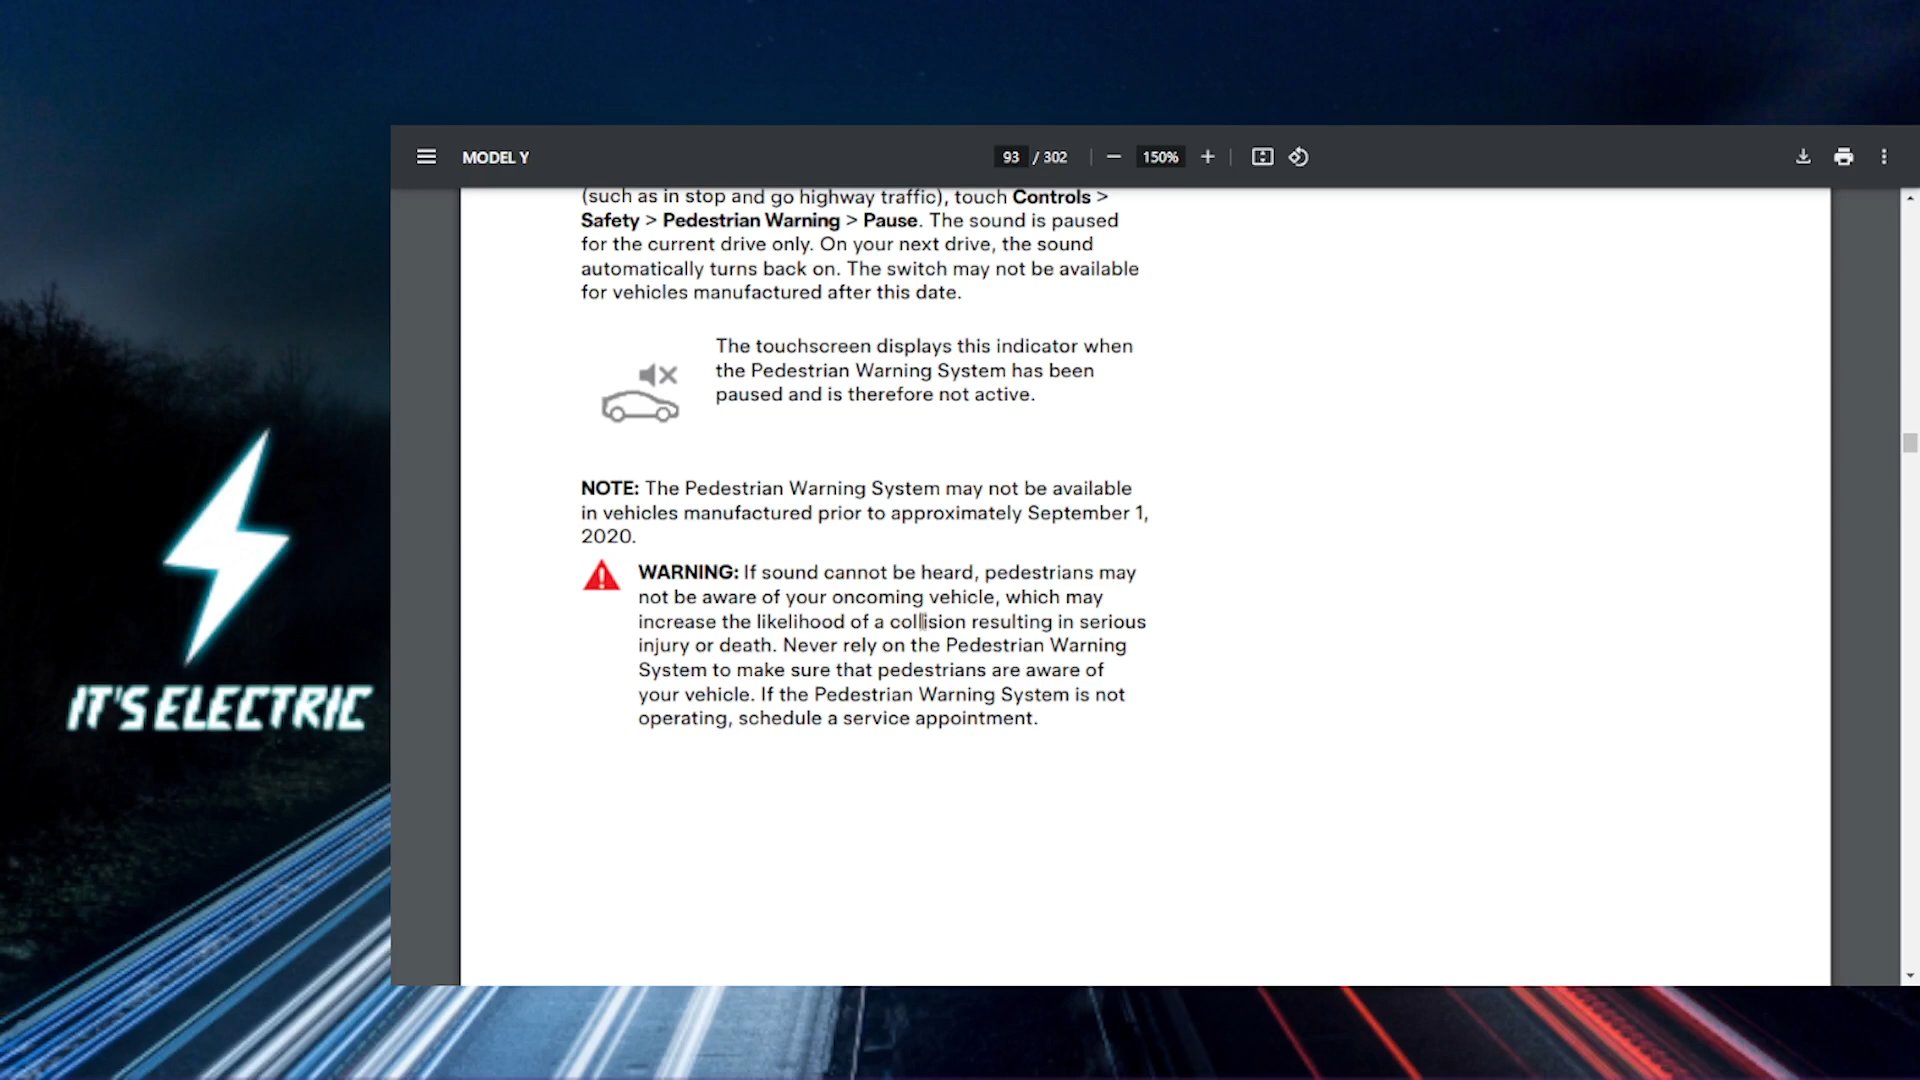 MODEL Y
93 / 302
150%
(such as in stop and go highway traffic), touch Controls >
Safety > Pedestrian Warning > Pause. The sound is paused
for the current drive only. On your next drive, the sound
automatically turns back on. The switch may not be available
for vehicles manufactured after this date.
The touchscreen displays this indicator when
the Pedestrian Warning System has been
paused and is therefore not active.
NOTE: The Pedestrian Warning System may not be available
in vehicles manufactured prior to approximately September 1,
2020.
WARNING: If sound cannot be heard, pedestrians may
not be aware of your oncoming vehicle, which may
increase the likelihood of a collision resulting in serious
injury or death. Never rely on the Pedestrian Warning
System to make sure that pedestrians are aware of
your vehicle. If the Pedestrian Warning System is not
operating, schedule a service appointment.
IT'S ELECTRIC